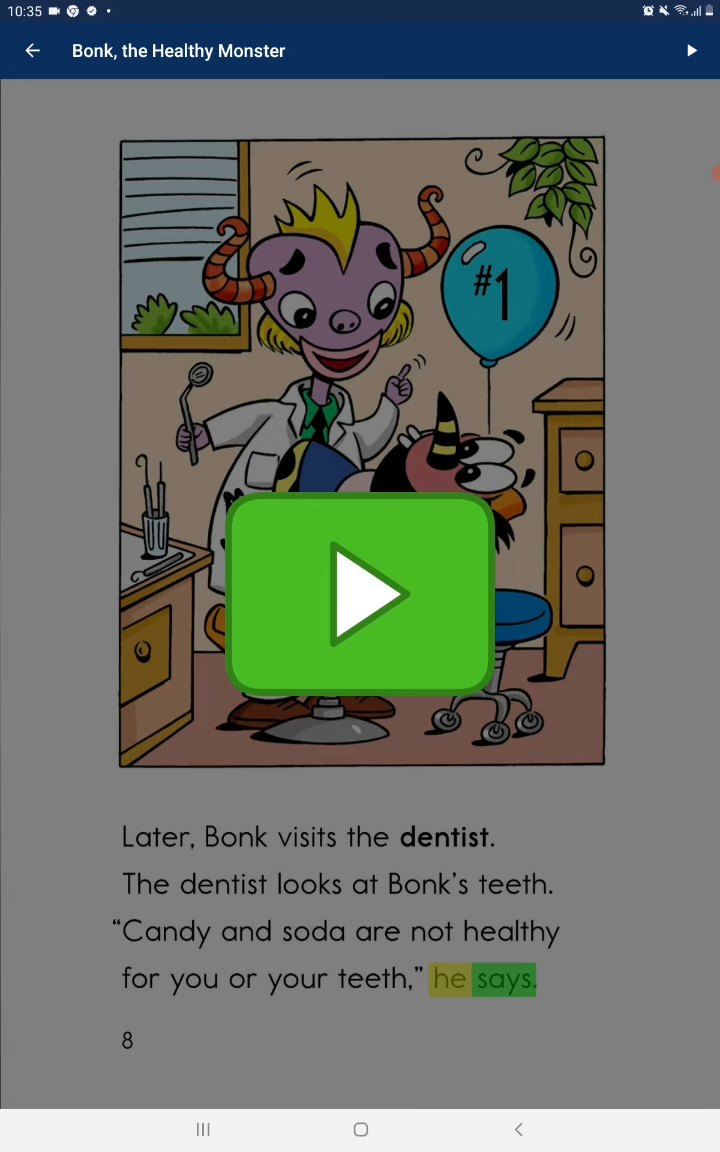 10:35
Bonk, the Healthy Monster
#1
Later, Bonk visits the dentist.
The dentist looks at Bonk's teeth.
“Candy and soda are not healthy
for you or your teeth,” he says.
8